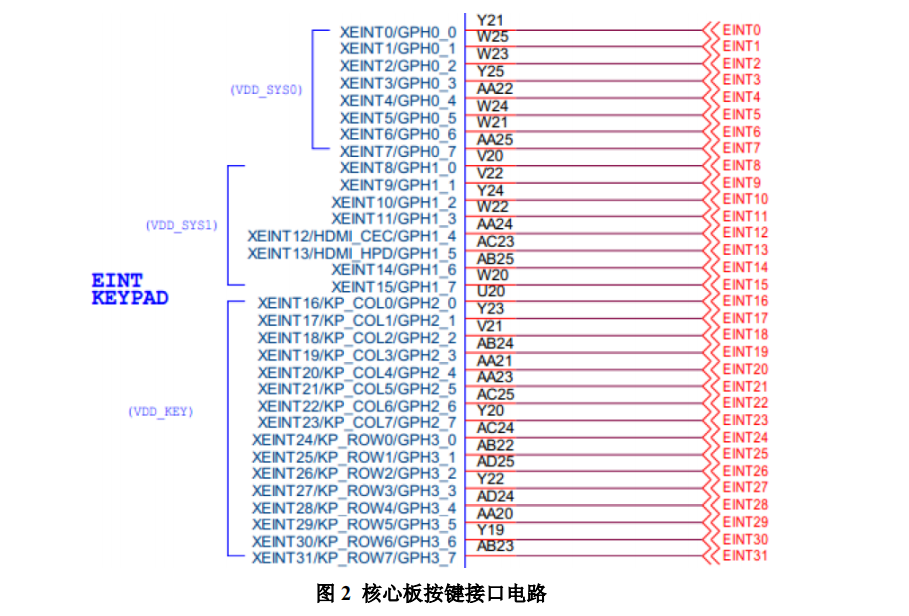 XEINT0/GPH0_0 Y21 EINT0
XEINT1/GPH0_1 W25 EINT1
XEINT2/GPH0_2 W23 EINT2
XEINT3/GPH0_3 Y25 EINT3
(VDD_SYS0)
XEINT4/GPH0_4 AA22 EINT4
XEINT5/GPH0_5 W24 EINT5
XEINT6/GPH0_6 W21 EINT6
XEINT7/GPH0_7 AA25 EINT7
XEINT8/GPH1_0 V20 EINT8
XEINT9/GPH1_1 V22 EINT9
XEINT10/GPH1_2 Y24 EINT10
XEINT11/GPH1_3 W22 EINT11
(VDD_SYS1)
XEINT12/HDMI_CEC/GPH1_4 AA24 EINT12
XEINT13/HDMI_HPD/GPH1_5 AC23 EINT13
XEINT14/GPH1_6 AB25 EINT14
XEINT15/GPH1_7 W20 EINT15
EINT
KEYPAD
XEINT16/KP_COL0/GPH2_0 U20 EINT16
XEINT17/KP_COL1/GPH2_1 Y23 EINT17
XEINT18/KP_COL2/GPH2_2 V21 EINT18
XEINT19/KP_COL3/GPH2_3 AB24 EINT19
XEINT20/KP_COL4/GPH2_4 AA21 EINT20
XEINT21/KP_COL5/GPH2_5 AA23 EINT21
XEINT22/KP_COL6/GPH2_6 AC25 EINT22
(VDD_KEY)
XEINT23/KP_COL7/GPH2_7 Y20 EINT23
XEINT24/KP_ROW0/GPH3_0 AC24 EINT24
XEINT25/KP_ROW1/GPH3_1 AB22 EINT25
XEINT26/KP_ROW2/GPH3_2 AD25 EINT26
XEINT27/KP_ROW3/GPH3_3 Y22 EINT27
XEINT28/KP_ROW4/GPH3_4 AD24 EINT28
XEINT29/KP_ROW5/GPH3_5 AA20 EINT29
XEINT30/KP_ROW6/GPH3_6 Y19 EINT30
XEINT31/KP_ROW7/GPH3_7 AB23 EINT31
图 2 核心板按键接口电路